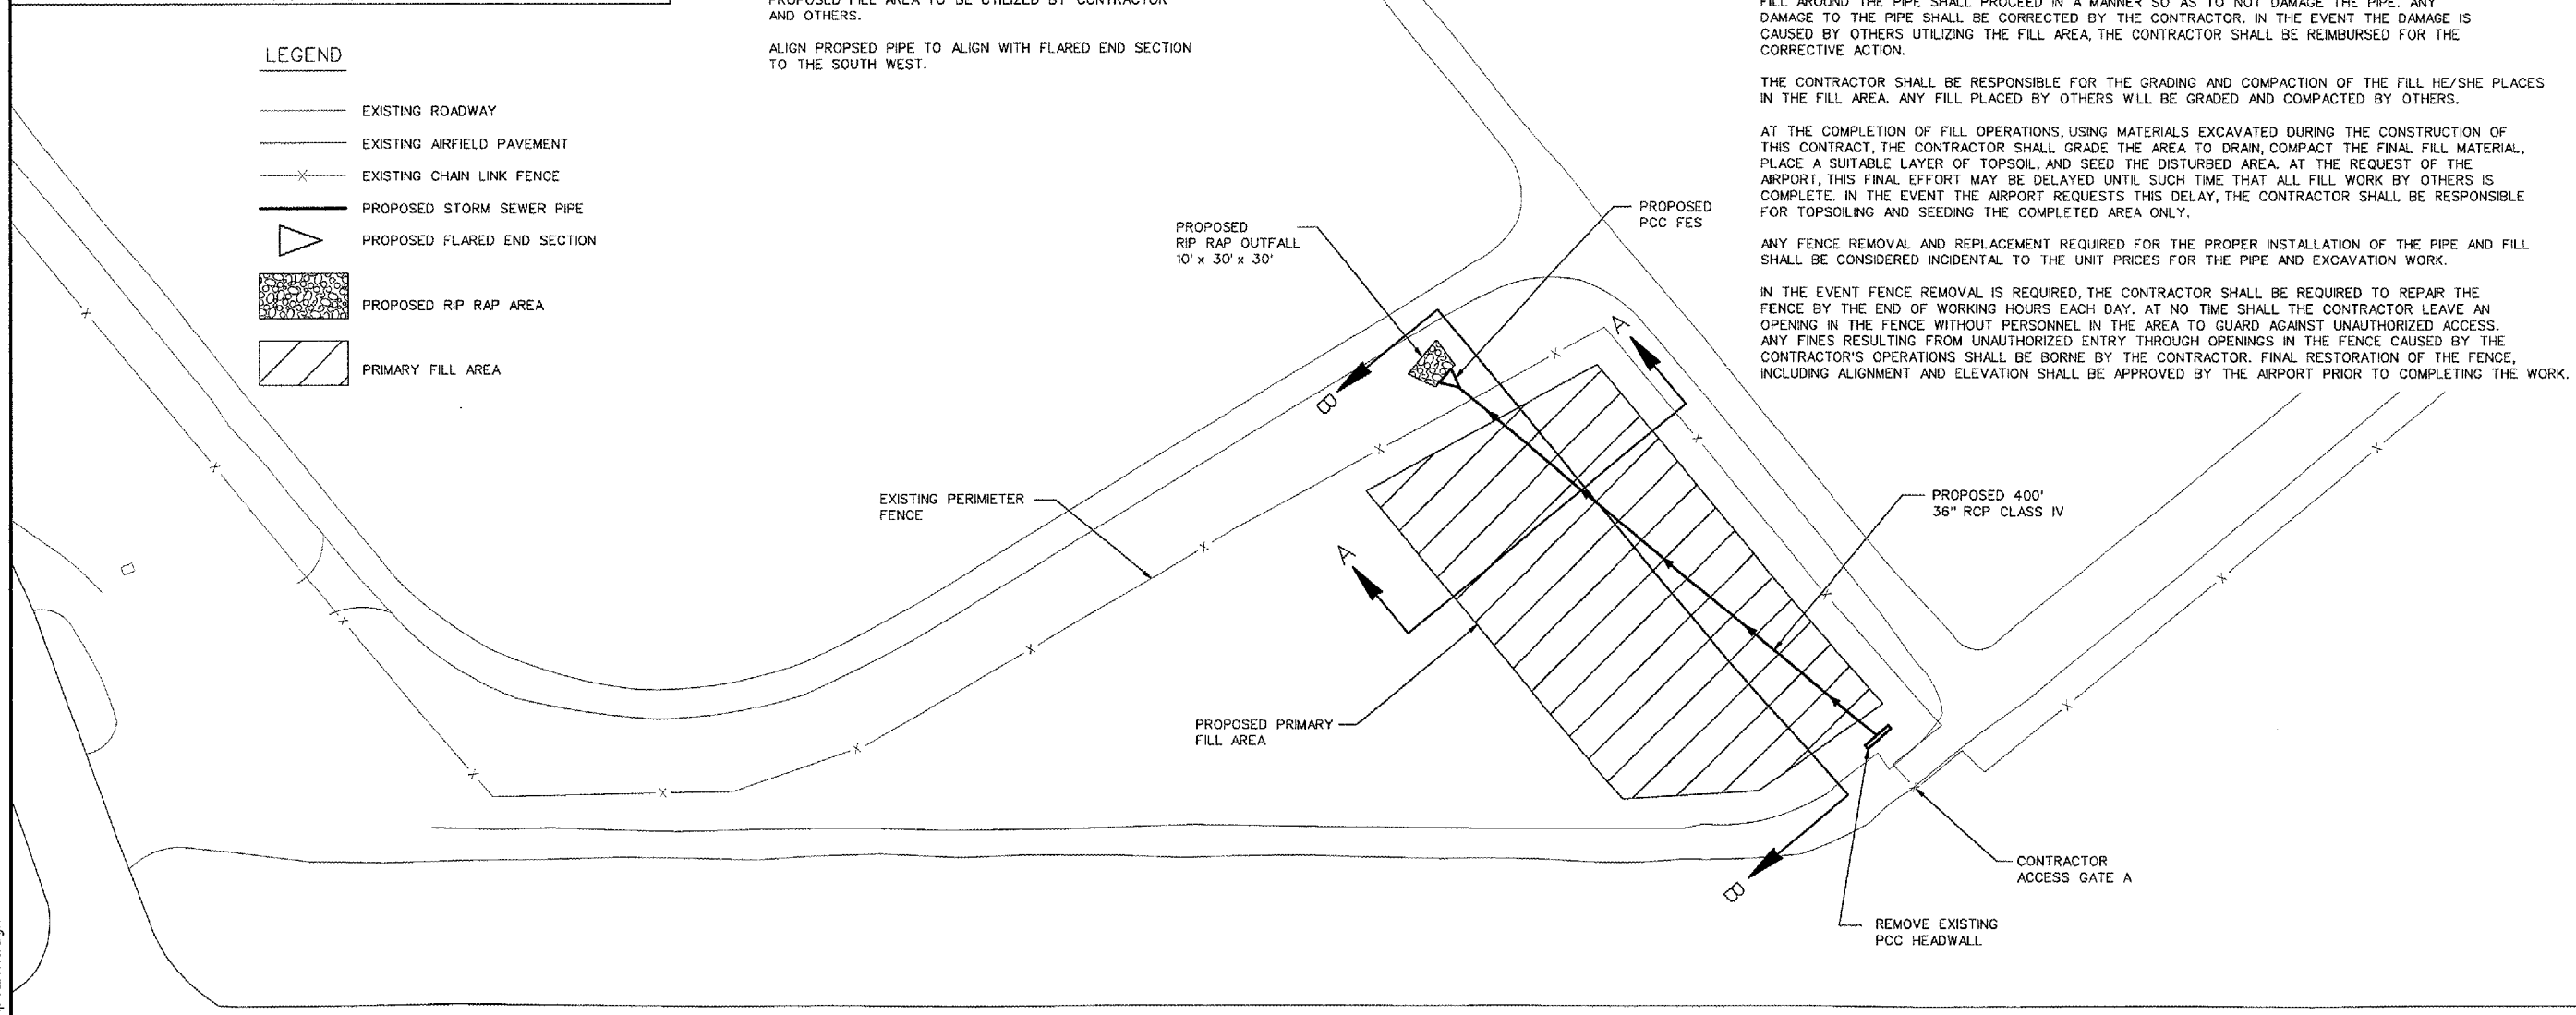 PROPOSED FILL AREA TO BE UTILIZED BY CONTRACTOR
AND OTHERS.
ALIGN PROPSED PIPE TO ALIGN WITH FLARED END SECTION
TO THE SOUTH WEST.
LEGEND
EXISTING ROADWAY
EXISTING AIRFIELD PAVEMENT
EXISTING CHAIN LINK FENCE
PROPOSED STORM SEWER PIPE
PROPOSED FLARED END SECTION
PROPOSED RIP RAP AREA
PRIMARY FILL AREA
FILL AROUND THE PIPE SHALL PROCEED IN A MANNER SO AS TO NOT DAMAGE THE PIPE. ANY
DAMAGE TO THE PIPE SHALL BE CORRECTED BY THE CONTRACTOR. IN THE EVENT THE DAMAGE IS
CAUSED BY OTHERS UTILIZING THE FILL AREA, THE CONTRACTOR SHALL BE REIMBURSED FOR THE
CORRECTIVE ACTION.
THE CONTRACTOR SHALL BE RESPONSIBLE FOR THE GRADING AND COMPACTION OF THE FILL HE/SHE PLACES
IN THE FILL AREA. ANY FILL PLACED BY OTHERS WILL BE GRADED AND COMPACTED BY OTHERS.
AT THE COMPLETION OF FILL OPERATIONS, USING MATERIALS EXCAVATED DURING THE CONSTRUCTION OF
THIS CONTRACT, THE CONTRACTOR SHALL GRADE THE AREA TO DRAIN, COMPACT THE FINAL FILL MATERIAL,
PLACE A SUITABLE LAYER OF TOPSOIL, AND SEED THE DISTURBED AREA. AT THE REQUEST OF THE
AIRPORT, THIS FINAL EFFORT MAY BE DELAYED UNTIL SUCH TIME THAT ALL FILL WORK BY OTHERS IS
COMPLETE. IN THE EVENT THE AIRPORT REQUESTS THIS DELAY, THE CONTRACTOR SHALL BE RESPONSIBLE
FOR TOPSOILING AND SEEDING THE COMPLETED AREA ONLY.
ANY FENCE REMOVAL AND REPLACEMENT REQUIRED FOR THE PROPER INSTALLATION OF THE PIPE AND FILL
SHALL BE CONSIDERED INCIDENTAL TO THE UNIT PRICES FOR THE PIPE AND EXCAVATION WORK.
IN THE EVENT FENCE REMOVAL IS REQUIRED, THE CONTRACTOR SHALL BE REQUIRED TO REPAIR THE
FENCE BY THE END OF WORKING HOURS EACH DAY. AT NO TIME SHALL THE CONTRACTOR LEAVE AN
OPENING IN THE FENCE WITHOUT PERSONNEL IN THE AREA TO GUARD AGAINST UNAUTHORIZED ACCESS.
ANY FINES RESULTING FROM UNAUTHORIZED ENTRY THROUGH OPENINGS IN THE FENCE CAUSED BY THE
CONTRACTOR'S OPERATIONS SHALL BE BORNE BY THE CONTRACTOR. FINAL RESTORATION OF THE FENCE,
INCLUDING ALIGNMENT AND ELEVATION SHALL BE APPROVED BY THE AIRPORT PRIOR TO COMPLETING THE WORK.
PROPOSED
PCC FES
PROPOSED
RIP RAP OUTFALL
10' x 30' x 30'
A
B
EXISTING PERIMETER
FENCE
PROPOSED 400'
36" RCP CLASS IV
A
PROPOSED PRIMARY
FILL AREA
CONTRACTOR
ACCESS GATE A
B
REMOVE EXISTING
PCC HEADWALL